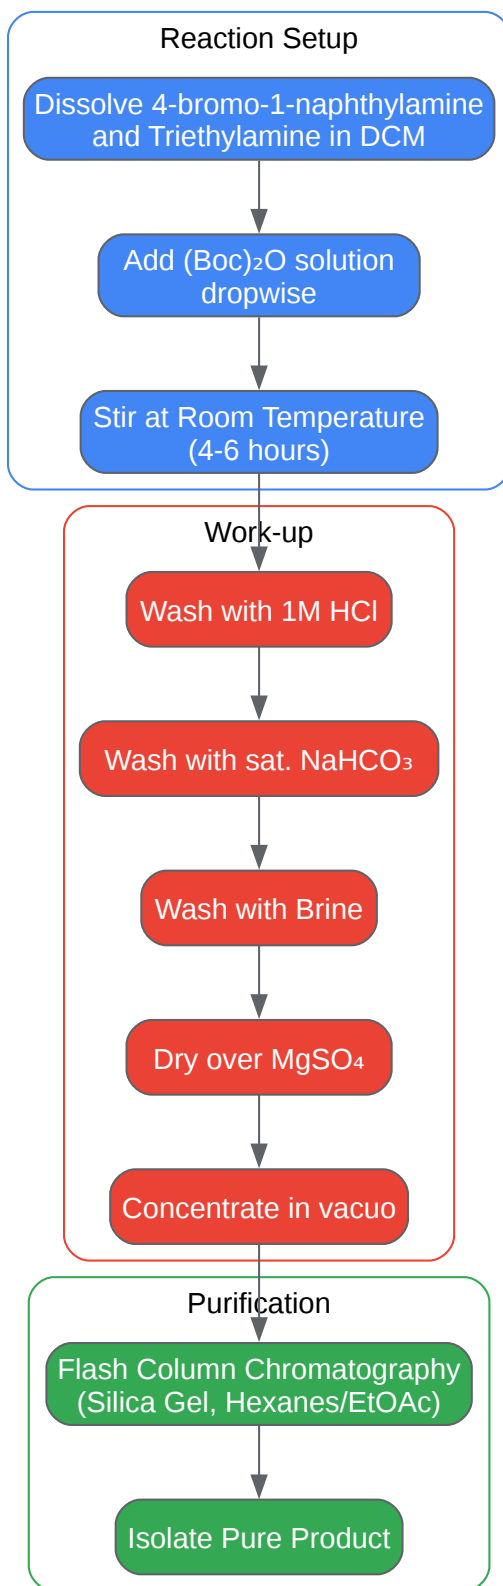 Reaction Setup
Dissolve 4-bromo-1-naphthylamine
and Triethylamine in DCM
Add (Boc)₂O solution
dropwise
Stir at Room Temperature
(4-6 hours)
Work-up
Wash with 1M HCl
Wash with sat. NaHCO₃
Wash with Brine
Dry over MgSO₄
Concentrate in vacuo
Purification
Flash Column Chromatography
(Silica Gel, Hexanes/EtOAc)
Isolate Pure Product